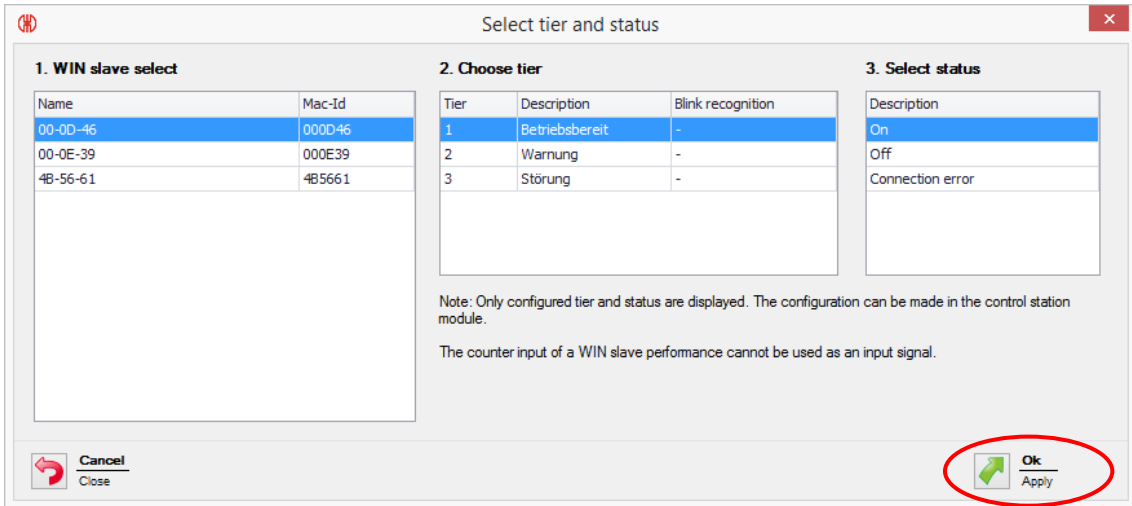 Select tier and status
1. WIN slave select
Name Mac-Id
00-0D-46 000D46
00-0E-39 000E39
4B-56-61 4B5661
2. Choose tier
Tier Description Blink recognition
1 Betriebsbereit -
2 Warnung -
3 Störung -
3. Select status
Description
On
Off
Connection error
Note: Only configured tier and status are displayed. The configuration can be made in the control station
module.
The counter input of a WIN slave performance cannot be used as an input signal.
Cancel
Close
Ok
Apply